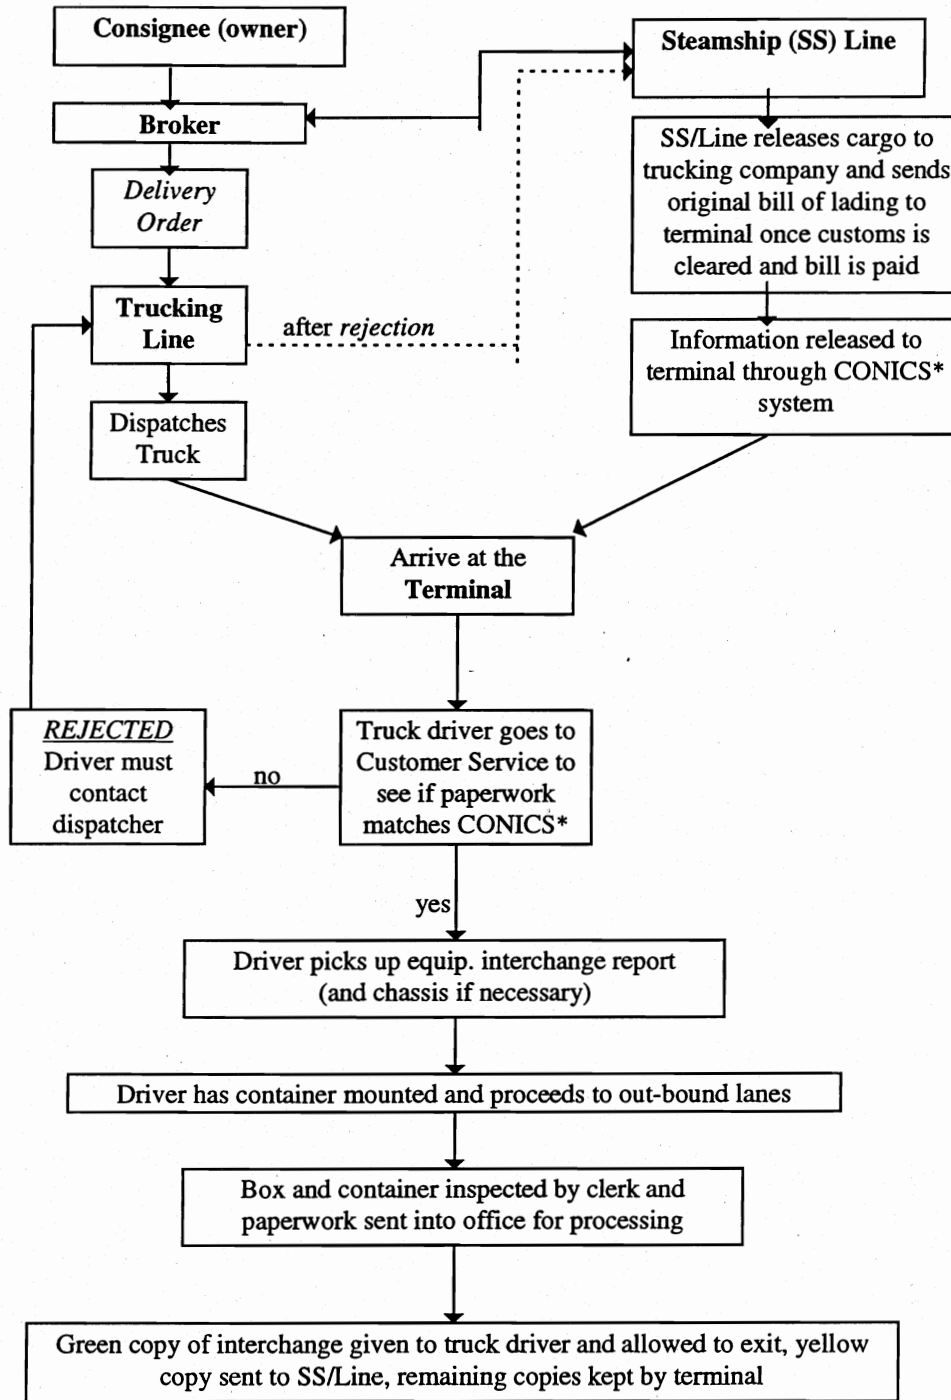 Consignee (owner)
Broker
Delivery
Order
Trucking
Line
after rejection
Dispatches
Truck
Steamship (SS) Line
SS/Line releases cargo to
trucking company and sends
original bill of lading to
terminal once customs is
cleared and bill is paid
Information released to
terminal through CONICS*
system
Arrive at the
Terminal
Truck driver goes to
Customer Service to
see if paperwork
matches CONICS*
no
REJECTED
Driver must
contact
dispatcher
yes
Driver picks up equip. interchange report
(and chassis if necessary)
Driver has container mounted and proceeds to out-bound lanes
Box and container inspected by clerk and
paperwork sent into office for processing
Green copy of interchange given to truck driver and allowed to exit, yellow
copy sent to SS/Line, remaining copies kept by terminal